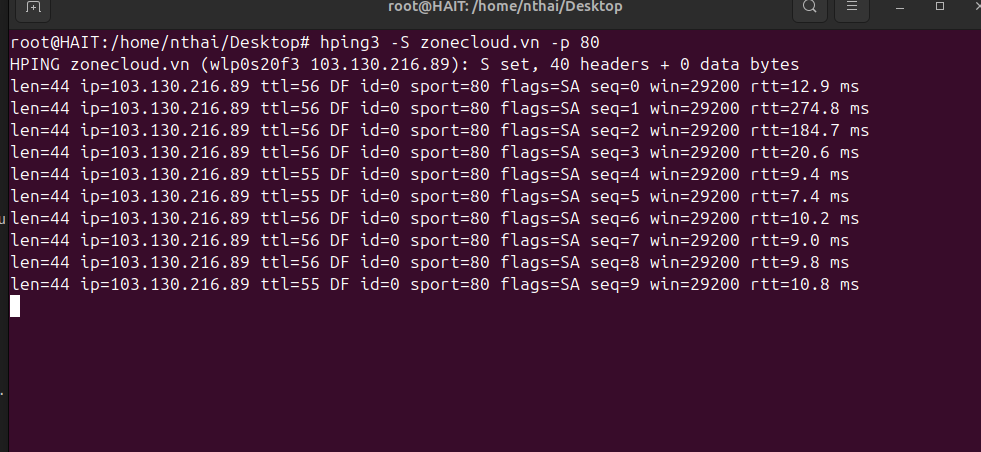 root@HAIT: /home/nthai/Desktop
root@HAIT:/home/nthai/Desktop# hping3 -S zonecloud.vn -p 80
HPING zonecloud.vn (wlp0s20f3 103.130.216.89): S set, 40 headers + 0 data bytes
len=44 ip=103.130.216.89 ttl=56 DF id=0 sport=80 flags=SA seq=0 win=29200 rtt=12.9 ms
len=44 ip=103.130.216.89 ttl=56 DF id=0 sport=80 flags=SA seq=1 win=29200 rtt=274.8 ms
len=44 ip=103.130.216.89 ttl=56 DF id=0 sport=80 flags=SA seq=2 win=29200 rtt=184.7 ms
len=44 ip=103.130.216.89 ttl=56 DF id=0 sport=80 flags=SA seq=3 win=29200 rtt=20.6 ms
len=44 ip=103.130.216.89 ttl=55 DF id=0 sport=80 flags=SA seq=4 win=29200 rtt=9.4 ms
len=44 ip=103.130.216.89 ttl=55 DF id=0 sport=80 flags=SA seq=5 win=29200 rtt=7.4 ms
len=44 ip=103.130.216.89 ttl=56 DF id=0 sport=80 flags=SA seq=6 win=29200 rtt=10.2 ms
len=44 ip=103.130.216.89 ttl=56 DF id=0 sport=80 flags=SA seq=7 win=29200 rtt=9.0 ms
len=44 ip=103.130.216.89 ttl=56 DF id=0 sport=80 flags=SA seq=8 win=29200 rtt=9.8 ms
len=44 ip=103.130.216.89 ttl=55 DF id=0 sport=80 flags=SA seq=9 win=29200 rtt=10.8 ms